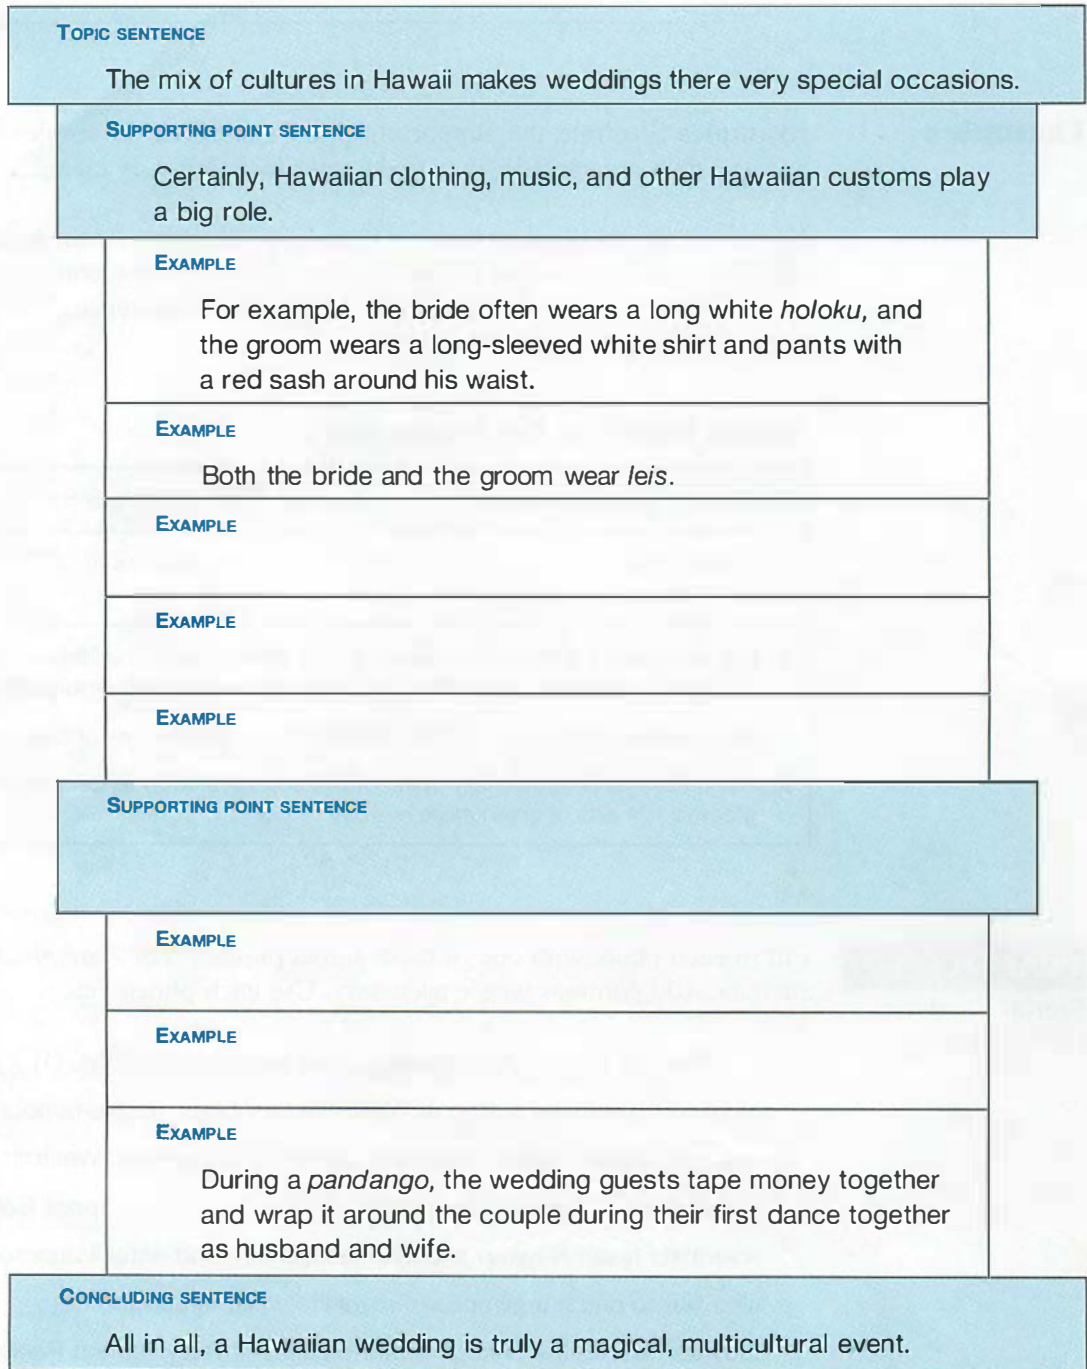 TOPIC SENTENCE
The mix of cultures in Hawaii makes weddings there very special occasions.
SUPPORTING POINT SENTENCE
Certainly, Hawaiian clothing, music, and other Hawaiian customs play
a big role.
EXAMPLE
For example, the bride often wears a long white holoku, and
the groom wears a long-sleeved white shirt and pants with
a red sash around his waist.
EXAMPLE
Both the bride and the groom wear leis.
EXAMPLE
EXAMPLE
EXAMPLE
SUPPORTING POINT SENTENCE
EXAMPLE
EXAMPLE
EXAMPLE
During a pandango, the wedding guests tape money together
and wrap it around the couple during their first dance together
as husband and wife.
CONCLUDING SENTENCE
All in all, a Hawaiian wedding is truly a magical, multicultural event.